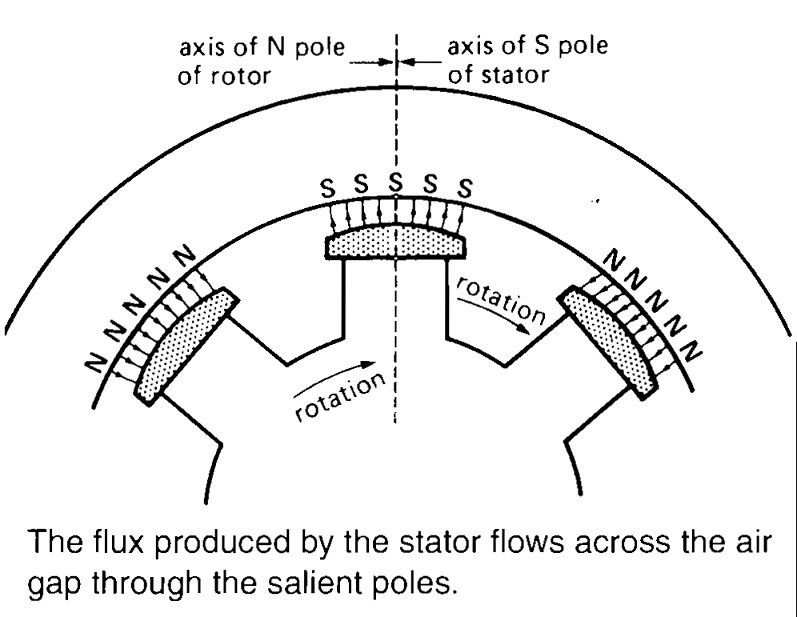 axis of N pole
of rotor
axis of S pole
of stator
S S S S S
N N N N N
N N N N N
rotation
rotation
The flux produced by the stator flows across the air
gap through the salient poles.